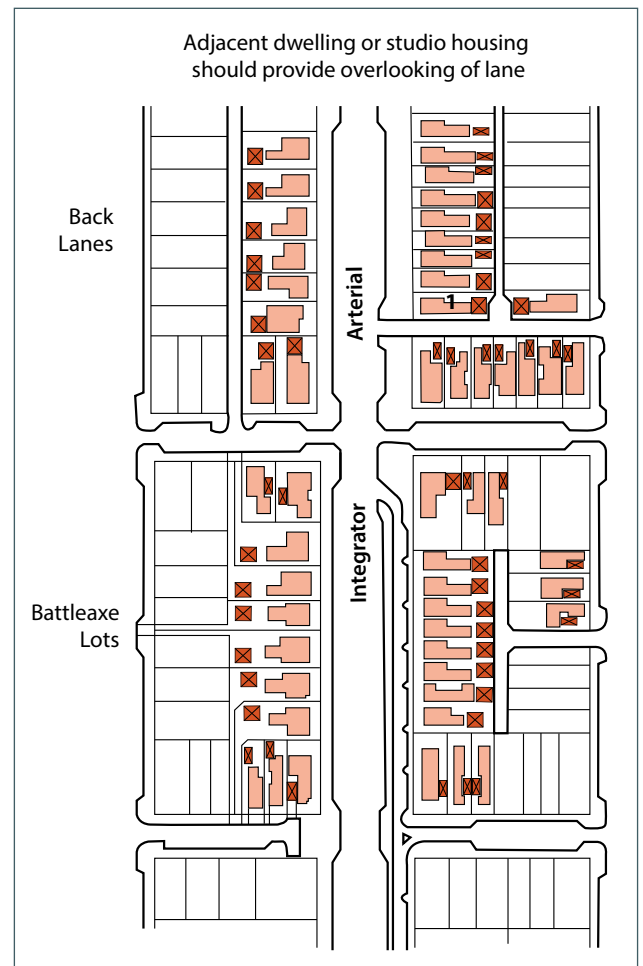 Adjacent dwelling or studio housing
should provide overlooking of lane
Back
Lanes
Arterial
1
Integrator
Battleaxe
Lots